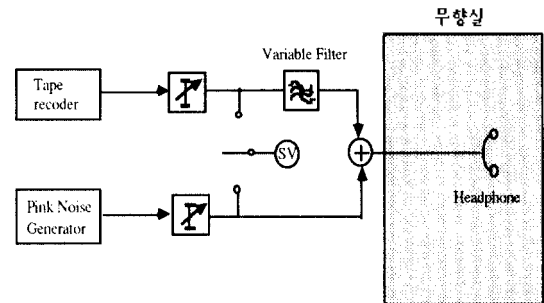 무향실
Variable Filter
Tape
recoder
SV
Pink Noise
Generator
Headphone